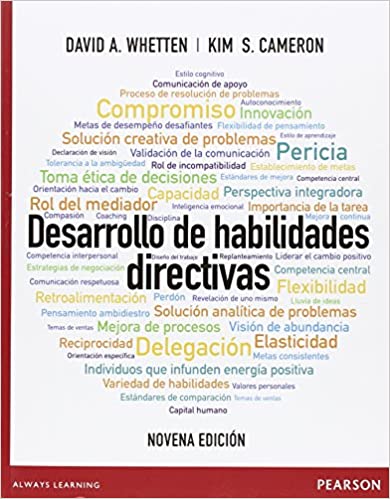 DAVID A. WHETTEN | KIM S. CAMERON
Estilo cognitivo
Comunicación de apoyo
Proceso de resolución de problemas
Compromiso Autoconocimiento
Innovación
Metas de desempeño desafiantes Flexibilidad de pensamiento
Solución creativa de problemas Estilo de aprendizaje
Declaración de visión Validación de la comunicación Pericia
Tolerancia a la ambigüedad Rol de incompatibilidad Establecimiento de metas
Toma ética de decisiones Estándares de mejora Competencia central
Orientación hacia el cambio Capacidad Perspectiva integradora
Rol del mediador Inteligencia emocional Importancia de la tarea
Compasión Coaching Disciplina Mejora continua
Desarrollo de habilidades
Competencia interpersonal Diseño del trabajo Replanteamiento Liderar el cambio positivo
Estrategias de negociación directivas Competencia central
Comunicación respetuosa Flexibilidad
Retroalimentación Perdón Revelación de uno mismo Lluvia de ideas
Pensamiento ambidiestro Solución analítica de problemas
Temas de ventas Mejora de procesos Visión de abundancia
Reciprocidad Delegación Elasticidad
Orientación específica Metas consistentes
Individuos que infunden energía positiva
Variedad de habilidades Valores personales
Estándares de comparación Temas de ventas
Capital humano
NOVENA EDICIÓN
ALWAYS LEARNING PEARSON